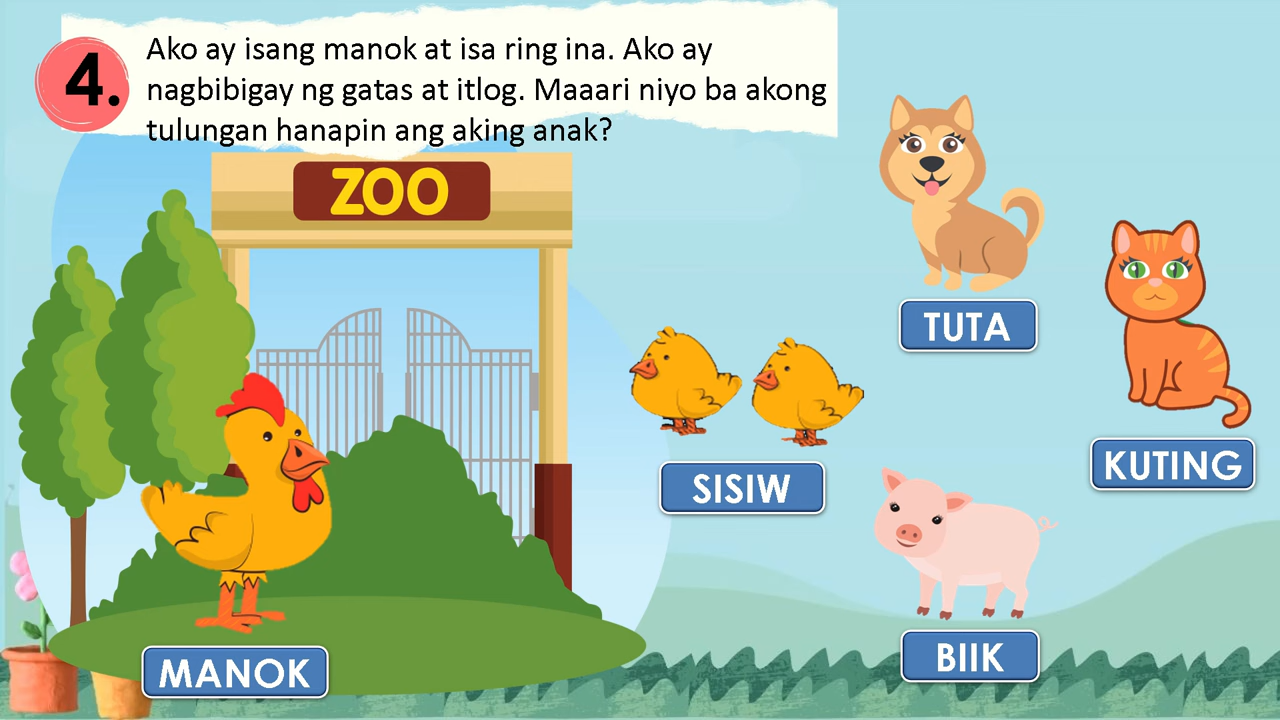 4.
Ako ay isang manok at isa ring ina. Ako ay
nagbibigay ng gatas at itlog. Maaari niyo ba akong
tulungan hanapin ang aking anak?
ZOO
TUTA
KUTING
SISIW
BIIK
MANOK